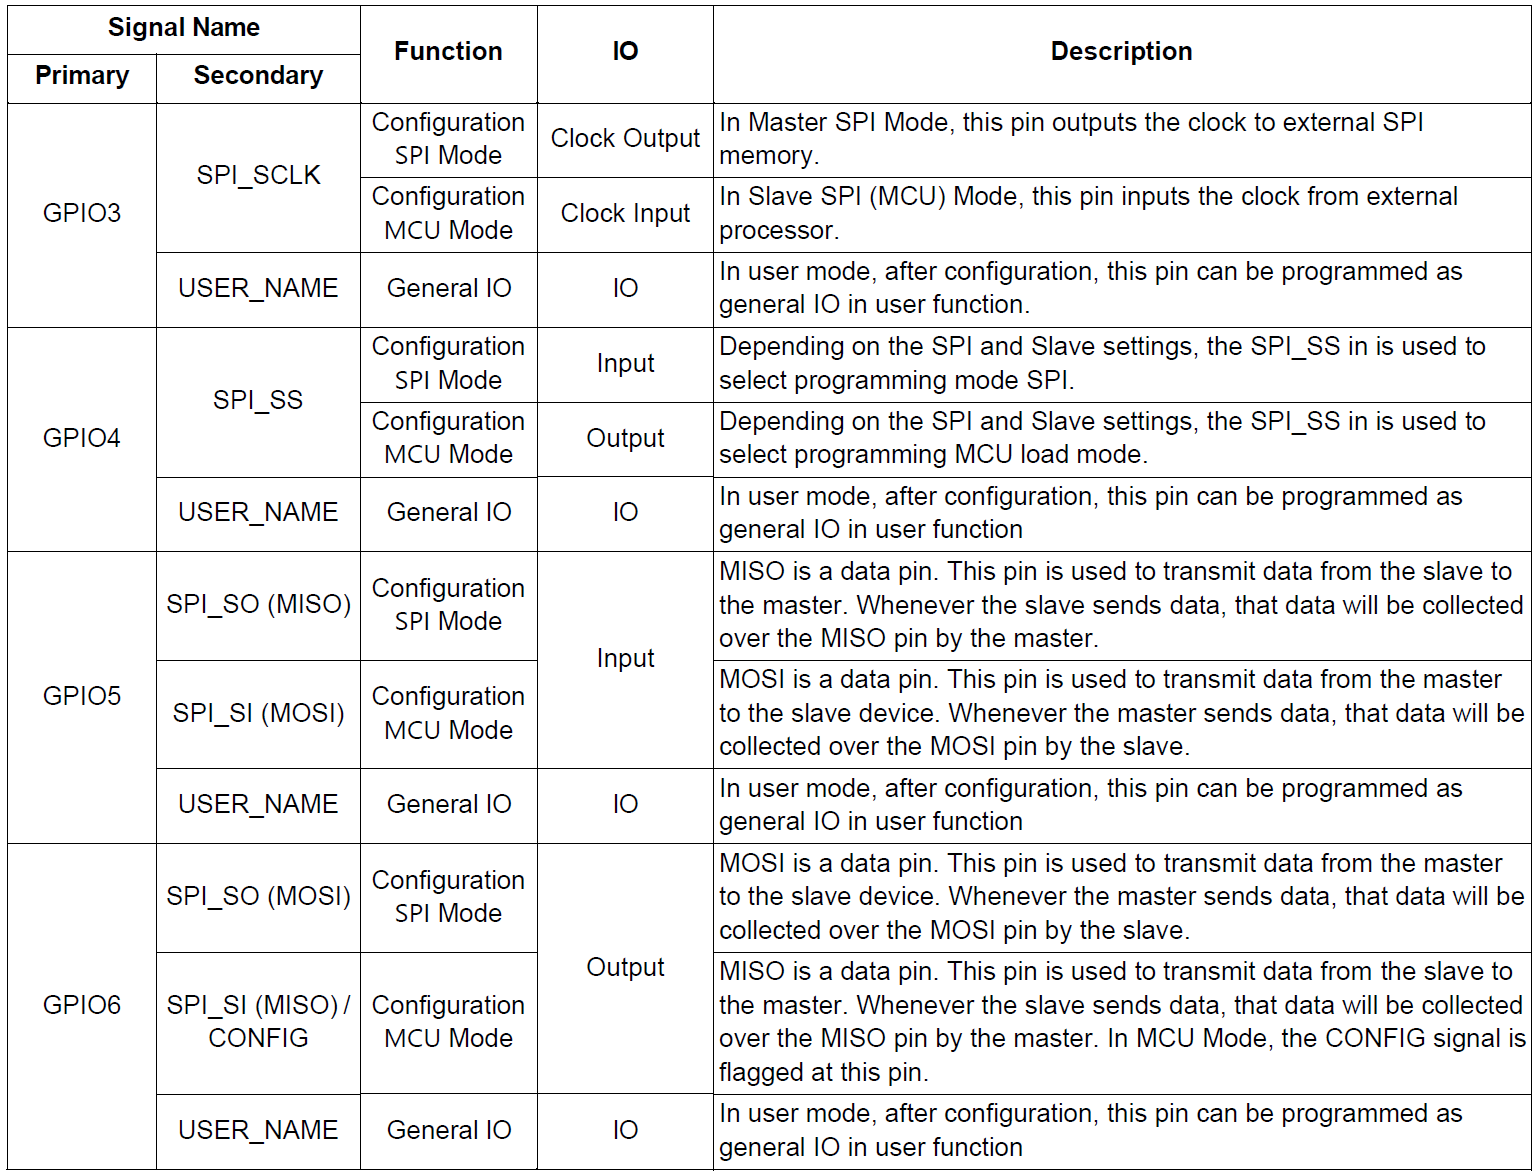 Signal Name
Function
IO
Description
Primary
Secondary
GPIO3
SPI_SCLK
Configuration
SPI Mode
Clock Output
In Master SPI Mode, this pin outputs the clock to external SPI
memory.
Configuration
MCU Mode
Clock Input
In Slave SPI (MCU) Mode, this pin inputs the clock from external
processor.
USER_NAME
General IO
IO
In user mode, after configuration, this pin can be programmed as
general IO in user function.
GPIO4
SPI_SS
Configuration
SPI Mode
Input
Depending on the SPI and Slave settings, the SPI_SS in is used to
select programming mode SPI.
Configuration
MCU Mode
Output
Depending on the SPI and Slave settings, the SPI_SS in is used to
select programming MCU load mode.
USER_NAME
General IO
IO
In user mode, after configuration, this pin can be programmed as
general IO in user function
GPIO5
SPI_SO (MISO)
Configuration
SPI Mode
Input
MISO is a data pin. This pin is used to transmit data from the slave to
the master. Whenever the slave sends data, that data will be collected
over the MISO pin by the master.
SPI_SI (MOSI)
Configuration
MCU Mode
MOSI is a data pin. This pin is used to transmit data from the master
to the slave device. Whenever the master sends data, that data will be
collected over the MOSI pin by the slave.
USER_NAME
General IO
IO
In user mode, after configuration, this pin can be programmed as
general IO in user function
GPIO6
SPI_SO (MOSI)
Configuration
SPI Mode
Output
MOSI is a data pin. This pin is used to transmit data from the master
to the slave device. Whenever the master sends data, that data will be
collected over the MOSI pin by the slave.
SPI_SI (MISO) /
CONFIG
Configuration
MCU Mode
MISO is a data pin. This pin is used to transmit data from the slave to
the master. Whenever the slave sends data, that data will be collected
over the MISO pin by the master. In MCU Mode, the CONFIG signal is
flagged at this pin.
USER_NAME
General IO
IO
In user mode, after configuration, this pin can be programmed as
general IO in user function